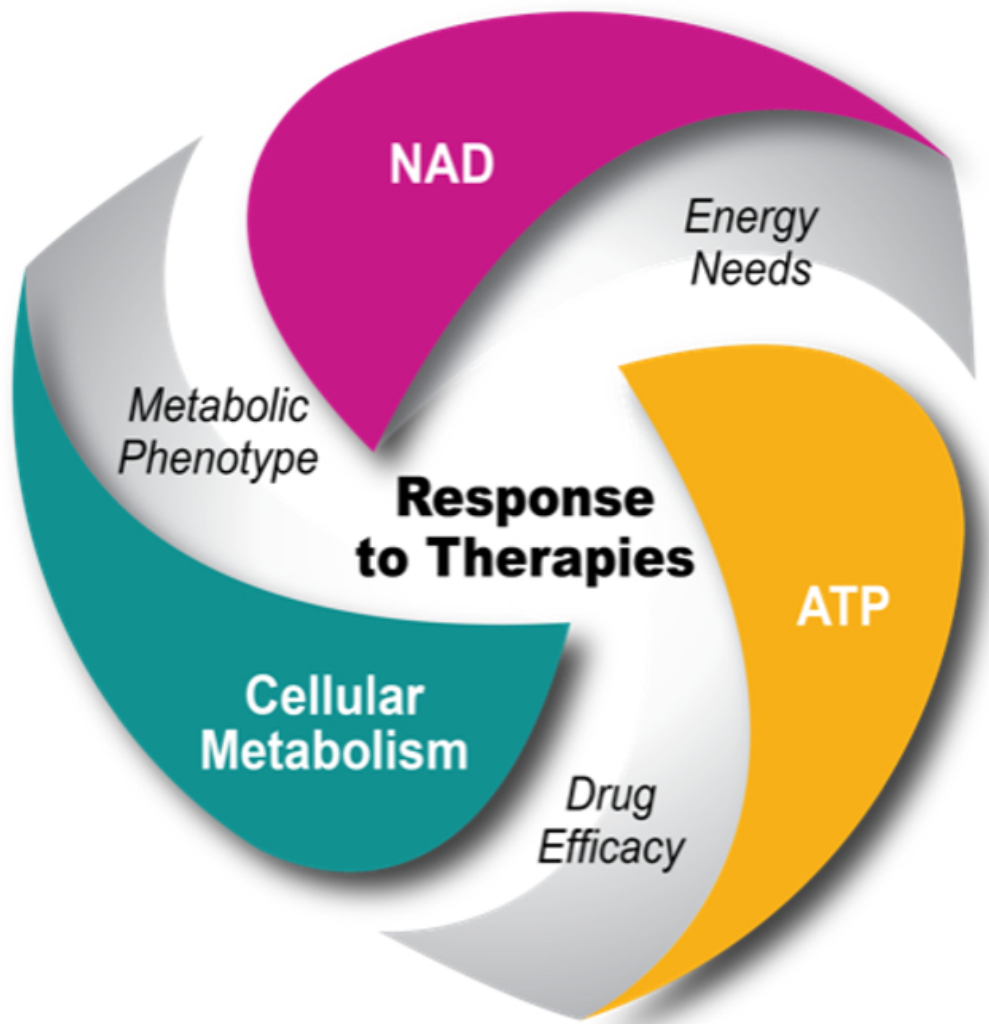 NAD
Energy
Needs
Metabolic
Phenotype
Response
to Therapies
ATP
Cellular
Metabolism
Drug
Efficacy